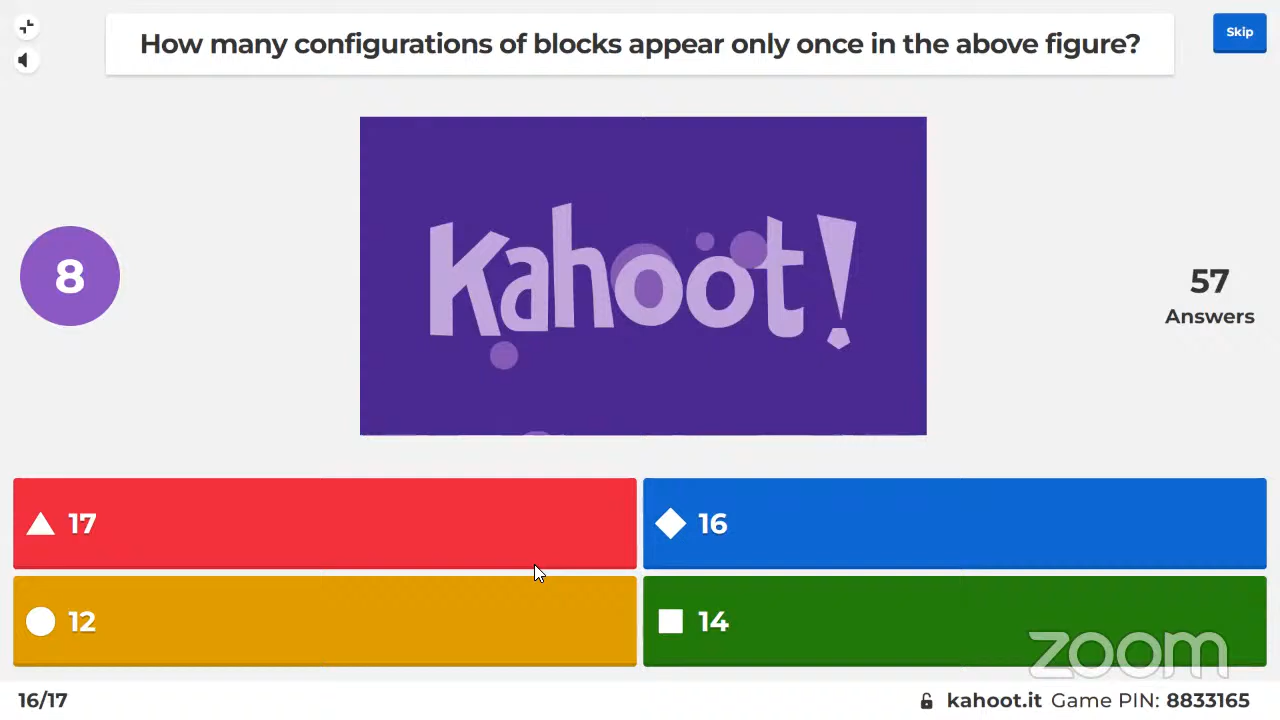 How many configurations of blocks appear only once in the above figure?
Skip
Kahoot!
8
57
Answers
17
16
12
14
zoom
16/17
kahoot.it Game PIN: 8833165